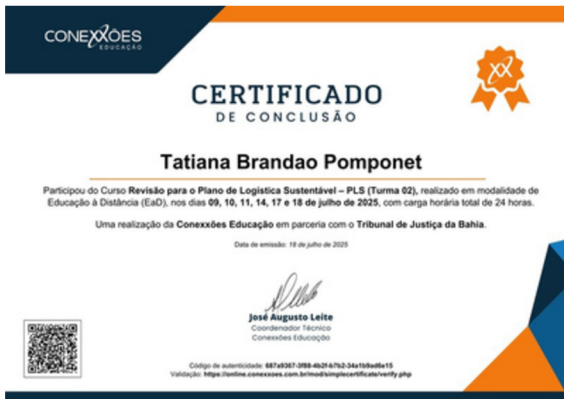 CONEXXÕES
EDUCAÇÃO
CERTIFICADO
DE CONCLUSÃO
Tatiana Brandao Pomponet
Participou do Curso Revisão para o Plano de Logística Sustentável – PLS (Turma 02), realizado em modalidade de
Educação à Distância (EaD), nos dias 09, 10, 11, 14, 17 e 18 de julho de 2025, com carga horária total de 24 horas.
Uma realização da Conexxões Educação em parceria com o Tribunal de Justiça da Bahia.
Data de emissão: 18 de julho de 2025
José Augusto Leite
Coordenador Técnico
Conexxões Educação
Código de autenticidade:
Validação: https://online.conexxoes.com.br/mod/simplecertificate/verify.php